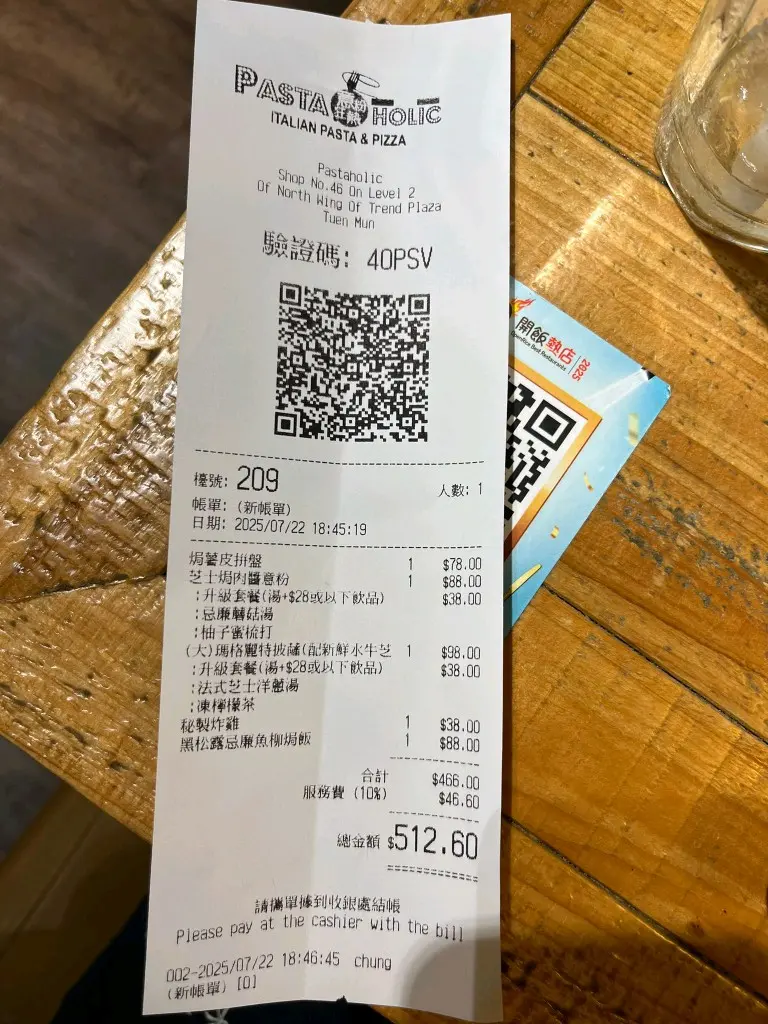 PASTA 意粉狂熱 HOLIC
ITALIAN PASTA & PIZZA
Pastaholic
Shop No.46 On Level 2
Of North Wing Of Trend Plaza
Tuen Mun
驗證碼: 40PSV
檯號: 209 人數: 1
帳單: (新帳單)
日期: 2025/07/22 18:45:19
焗薯皮拼盤 1 $78.00
芝士焗肉醬意粉 1 $88.00
:升級套餐(湯+$28或以下飲品) $38.00
:忌廉蘑菇湯
:柚子蜜梳打
(大)瑪格麗特披薩(配新鮮水牛芝 1 $98.00
:升級套餐(湯+$28或以下飲品) $38.00
:法式芝士洋蔥湯
:凍檸檬茶
秘製炸雞 1 $38.00
黑松露忌廉魚柳焗飯 1 $88.00
合計 $466.00
服務費 (10%) $46.60
總金額 $512.60
請攜單據到收銀處結帳
Please pay at the cashier with the bill
002-2025/07/22 18:46:45 chung
(新帳單) [0]
開飯熱店 2025
OpenRice Best Restaurants